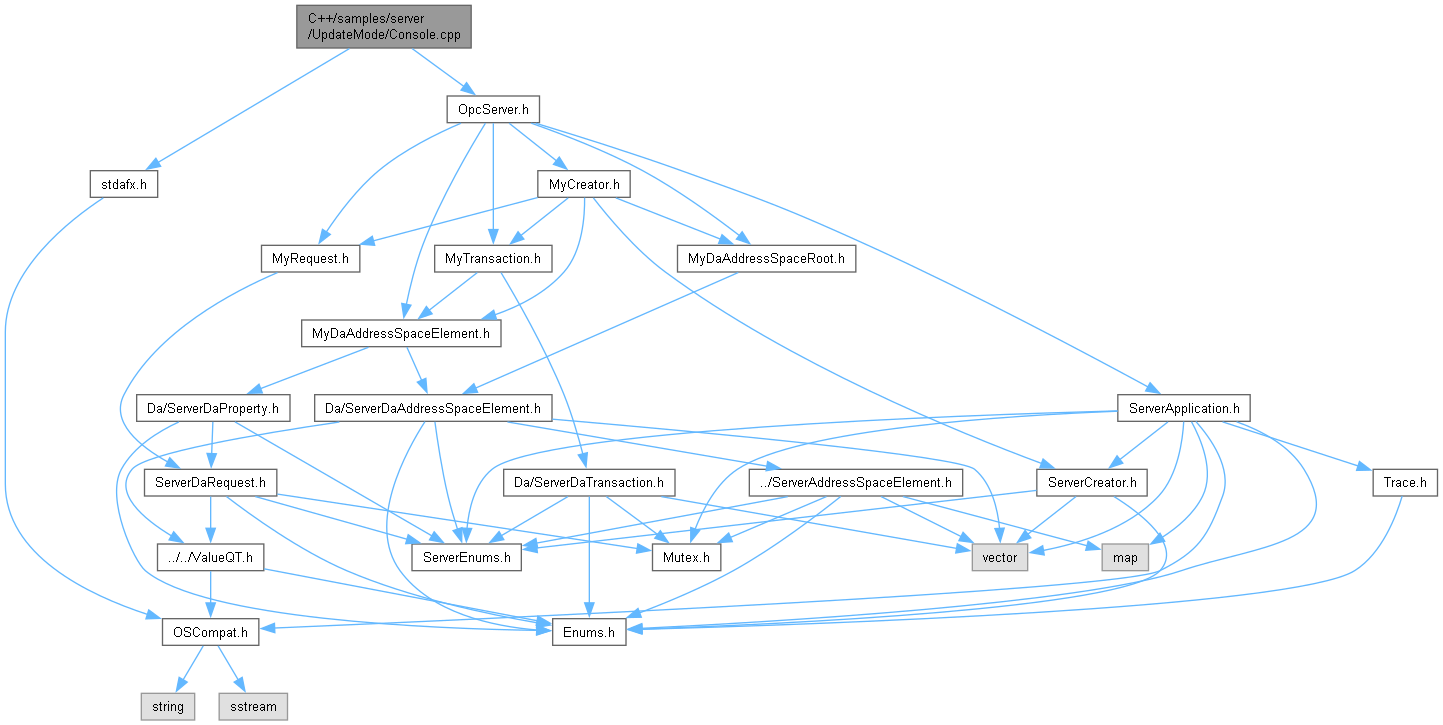 C++/samples/server
/UpdateMode/Console.cpp
OpcServer.h
stdafx.h
MyCreator.h
MyRequest.h
MyTransaction.h
MyDaAddressSpaceRoot.h
MyDaAddressSpaceElement.h
Da/ServerDaProperty.h
Da/ServerDaAddressSpaceElement.h
ServerApplication.h
ServerDaRequest.h
Da/ServerDaTransaction.h
../ServerAddressSpaceElement.h
ServerCreator.h
Trace.h
../../ValueQT.h
ServerEnums.h
Mutex.h
vector
map
OSCompat.h
Enums.h
string
sstream